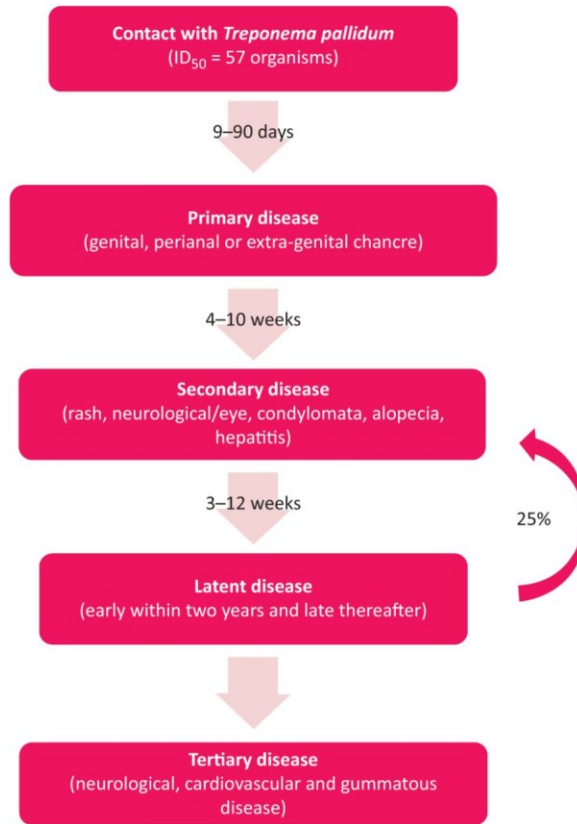 Contact with Treponema pallidum
(ID50 = 57 organisms)
9–90 days
Primary disease
(genital, perianal or extra-genital chancre)
4–10 weeks
Secondary disease
(rash, neurological/eye, condylomata, alopecia,
hepatitis)
3–12 weeks
25%
Latent disease
(early within two years and late thereafter)
Tertiary disease
(neurological, cardiovascular and gummatous
disease)